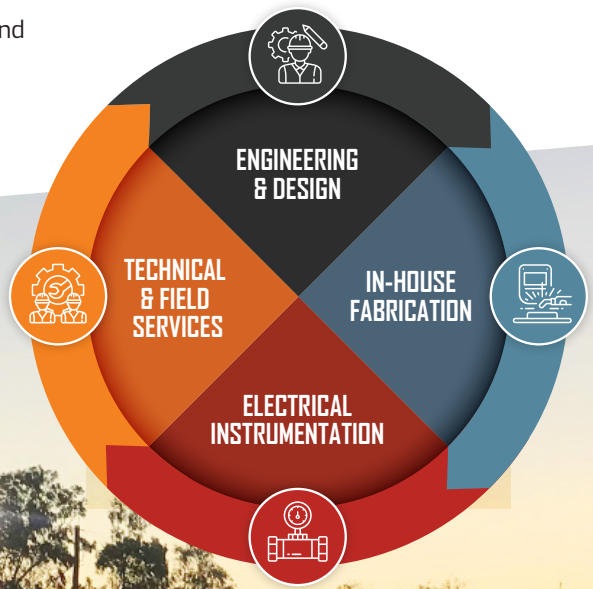 nd
ENGINEERING
& DESIGN
TECHNICAL
& FIELD
SERVICES
IN-HOUSE
FABRICATION
ELECTRICAL
INSTRUMENTATION